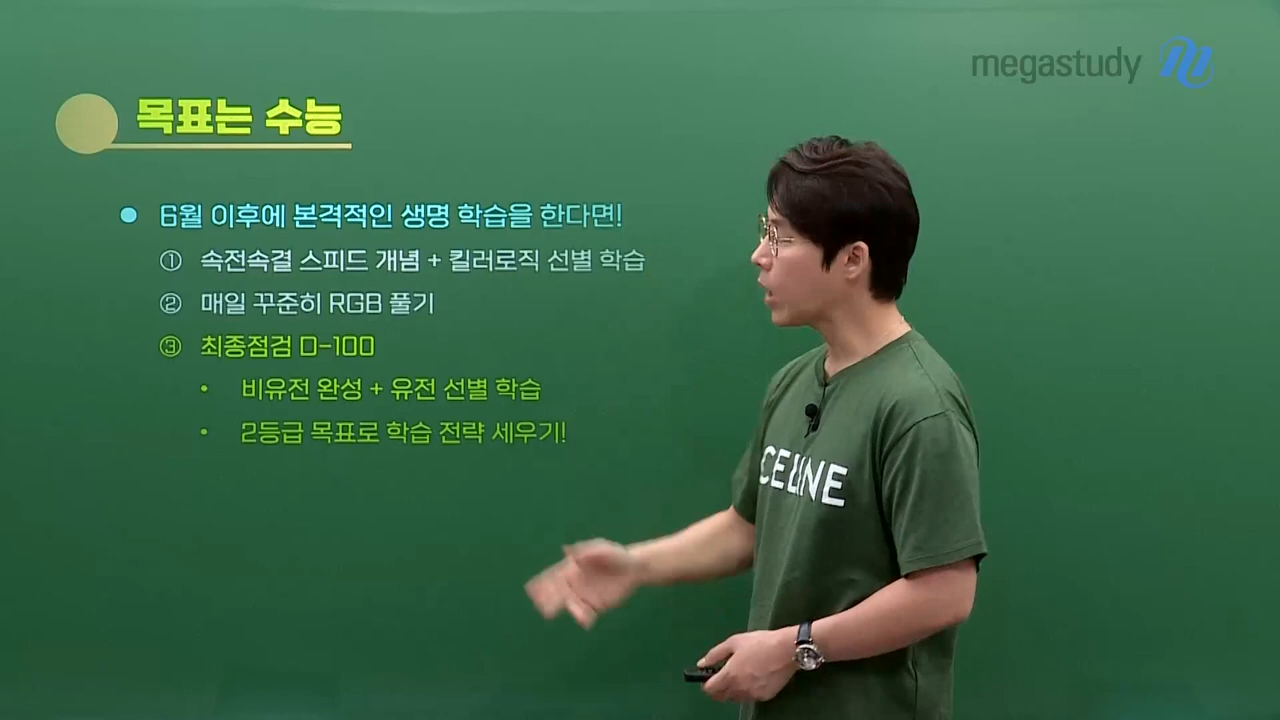 megastudy
목표는 수능
6월 이후에 본격적인 생명 학습을 한다면!
① 속전속결 스피드 개념 + 킬러로직 선별 학습
② 매일 꾸준히 RGB 풀기
③ 최종점검 D-100
• 비유전 완성 + 유전 선별 학습
• 2등급 목표로 학습 전략 세우기!
CELINE